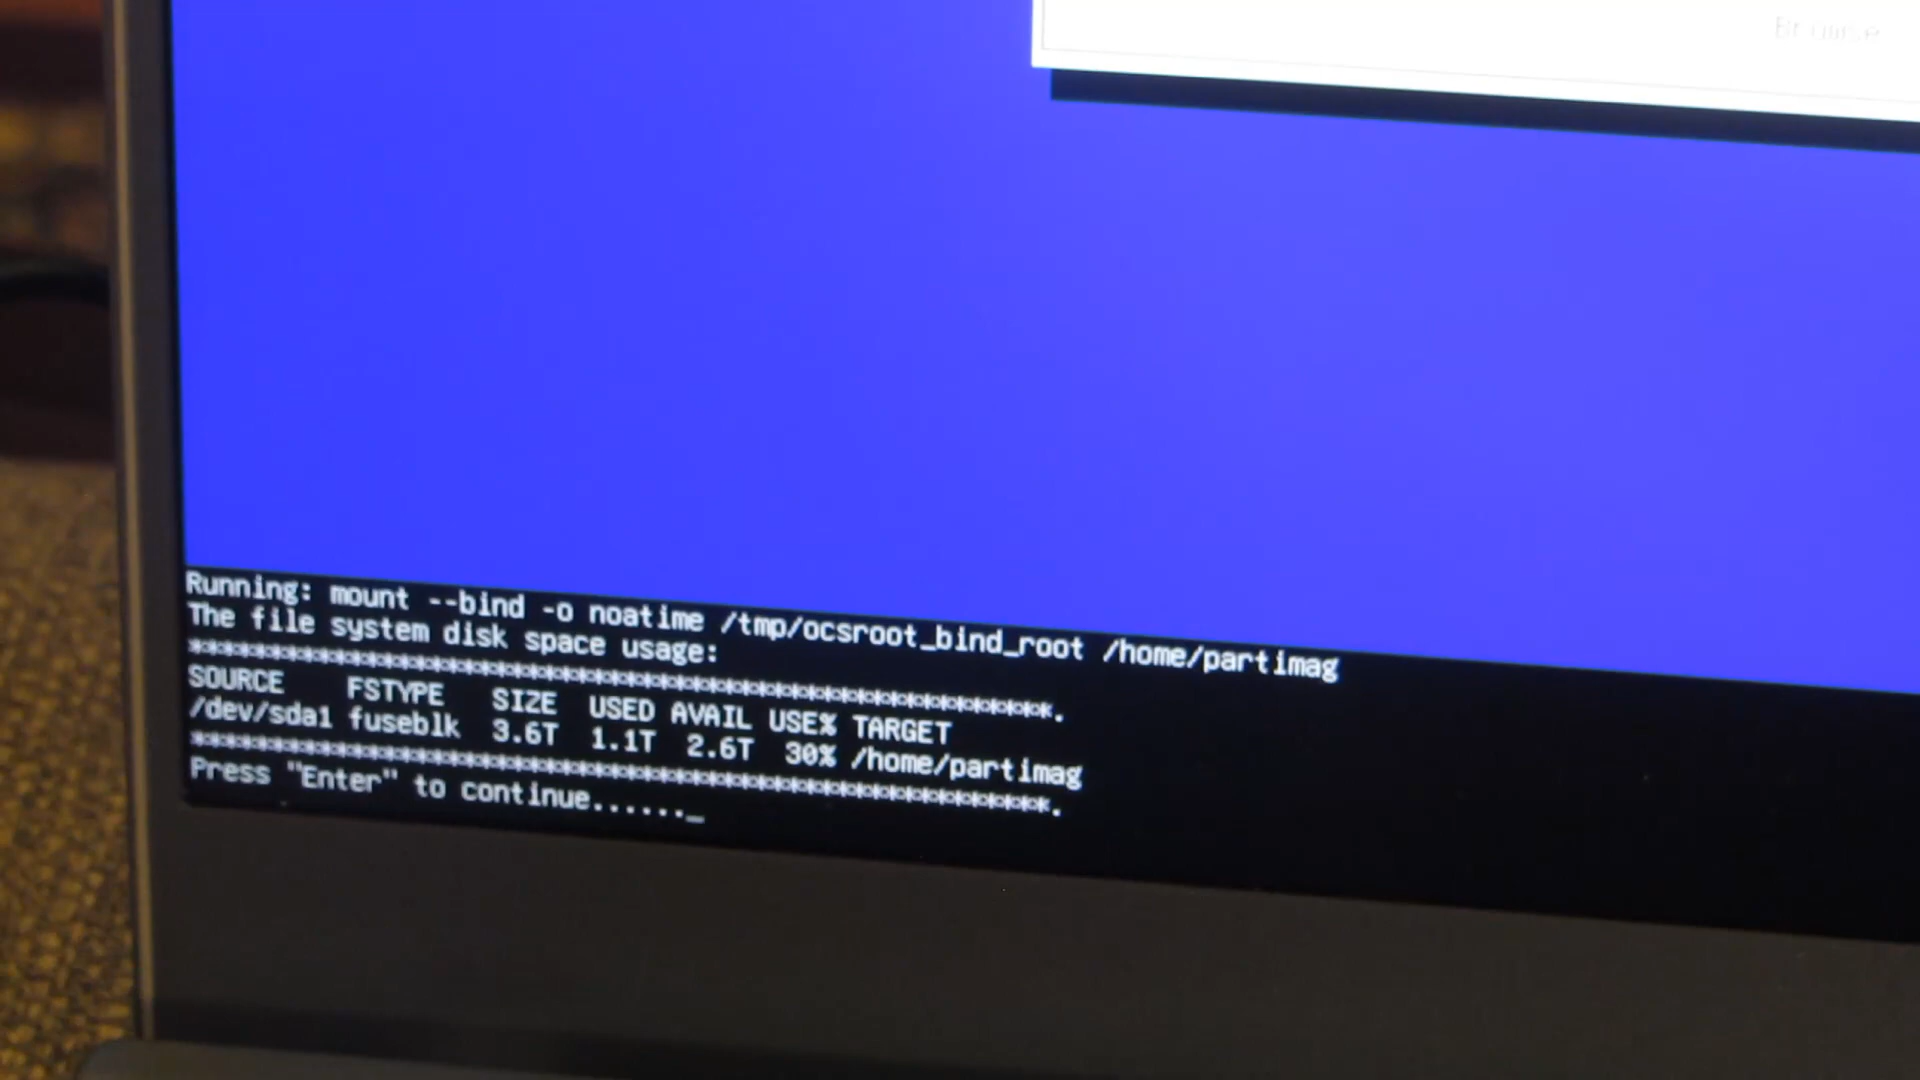 Browse
Running: mount --bind -o noatime /tmp/ocsroot_bind_root /home/partimag
The file system disk space usage:
*****************************************************.
SOURCE FSTYPE SIZE USED AVAIL USE% TARGET
/dev/sda1 fuseblk 3.6T 1.1T 2.6T 30% /home/partimag
*****************************************************.
Press "Enter" to continue......_